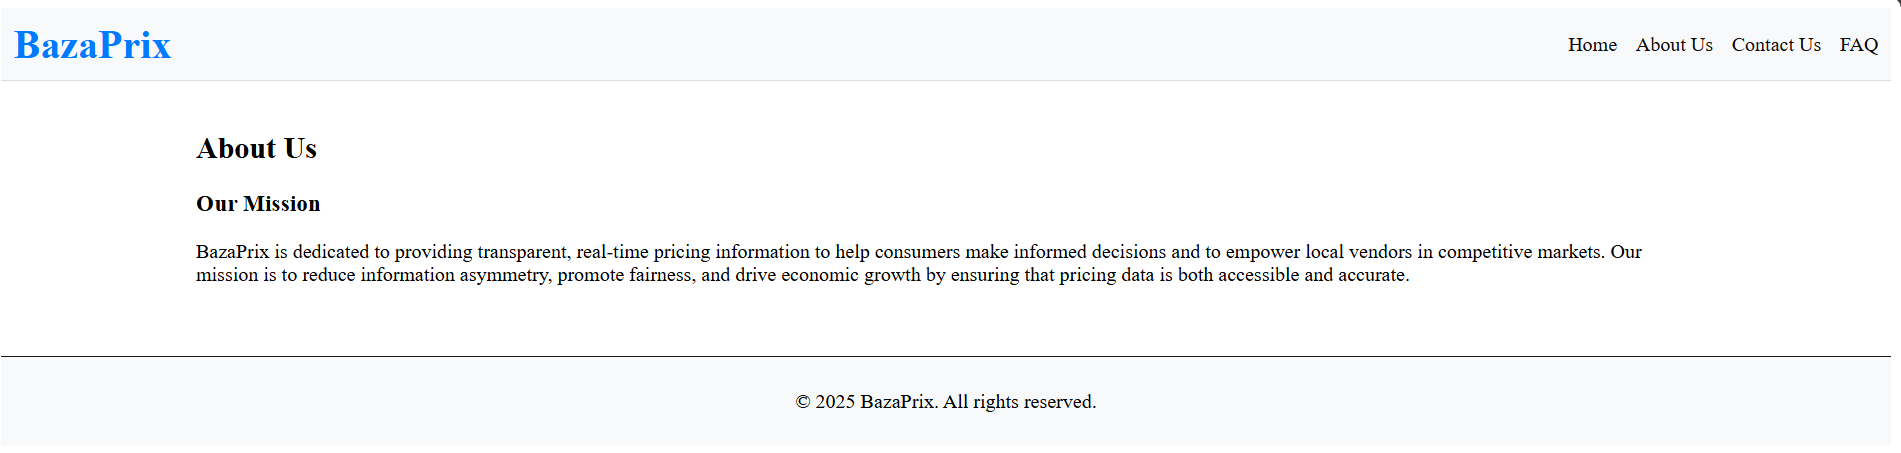 BazaPrix
Home About Us Contact Us FAQ
About Us
Our Mission
BazaPrix is dedicated to providing transparent, real-time pricing information to help consumers make informed decisions and to empower local vendors in competitive markets. Our
mission is to reduce information asymmetry, promote fairness, and drive economic growth by ensuring that pricing data is both accessible and accurate.
© 2025 BazaPrix. All rights reserved.